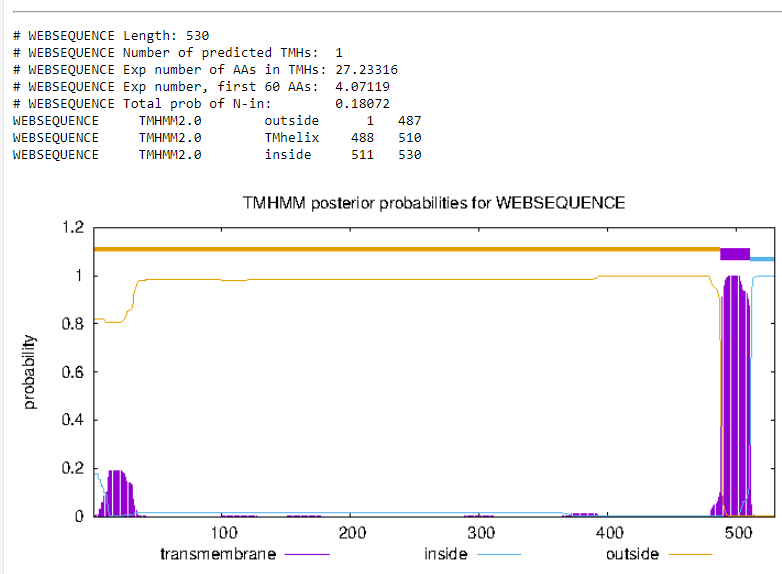 # WEBSEQUENCE Length: 530
# WEBSEQUENCE Number of predicted TMHs:  1
# WEBSEQUENCE Exp number of AAs in TMHs: 27.23316
# WEBSEQUENCE Exp number, first 60 AAs:  4.07119
# WEBSEQUENCE Total prob of N-in:        0.18072
WEBSEQUENCE     TMHMM2.0        outside      1   487
WEBSEQUENCE     TMHMM2.0        TMhelix    488   510
WEBSEQUENCE     TMHMM2.0        inside     511   530
TMHMM posterior probabilities for WEBSEQUENCE
1.2
1
0.8
0.6
0.4
0.2
0
probability
100 200 300 400 500
transmembrane inside outside